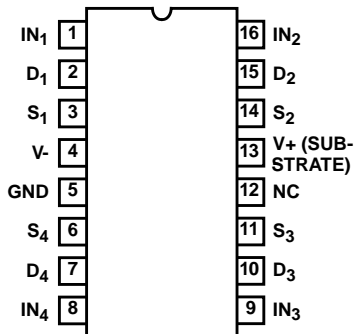 IN1 1 16 IN2
D1 2 15 D2
S1 3 14 S2
V- 4 13 V+ (SUB-
STRATE)
GND 5 12 NC
S4 6 11 S3
D4 7 10 D3
IN4 8 9 IN3